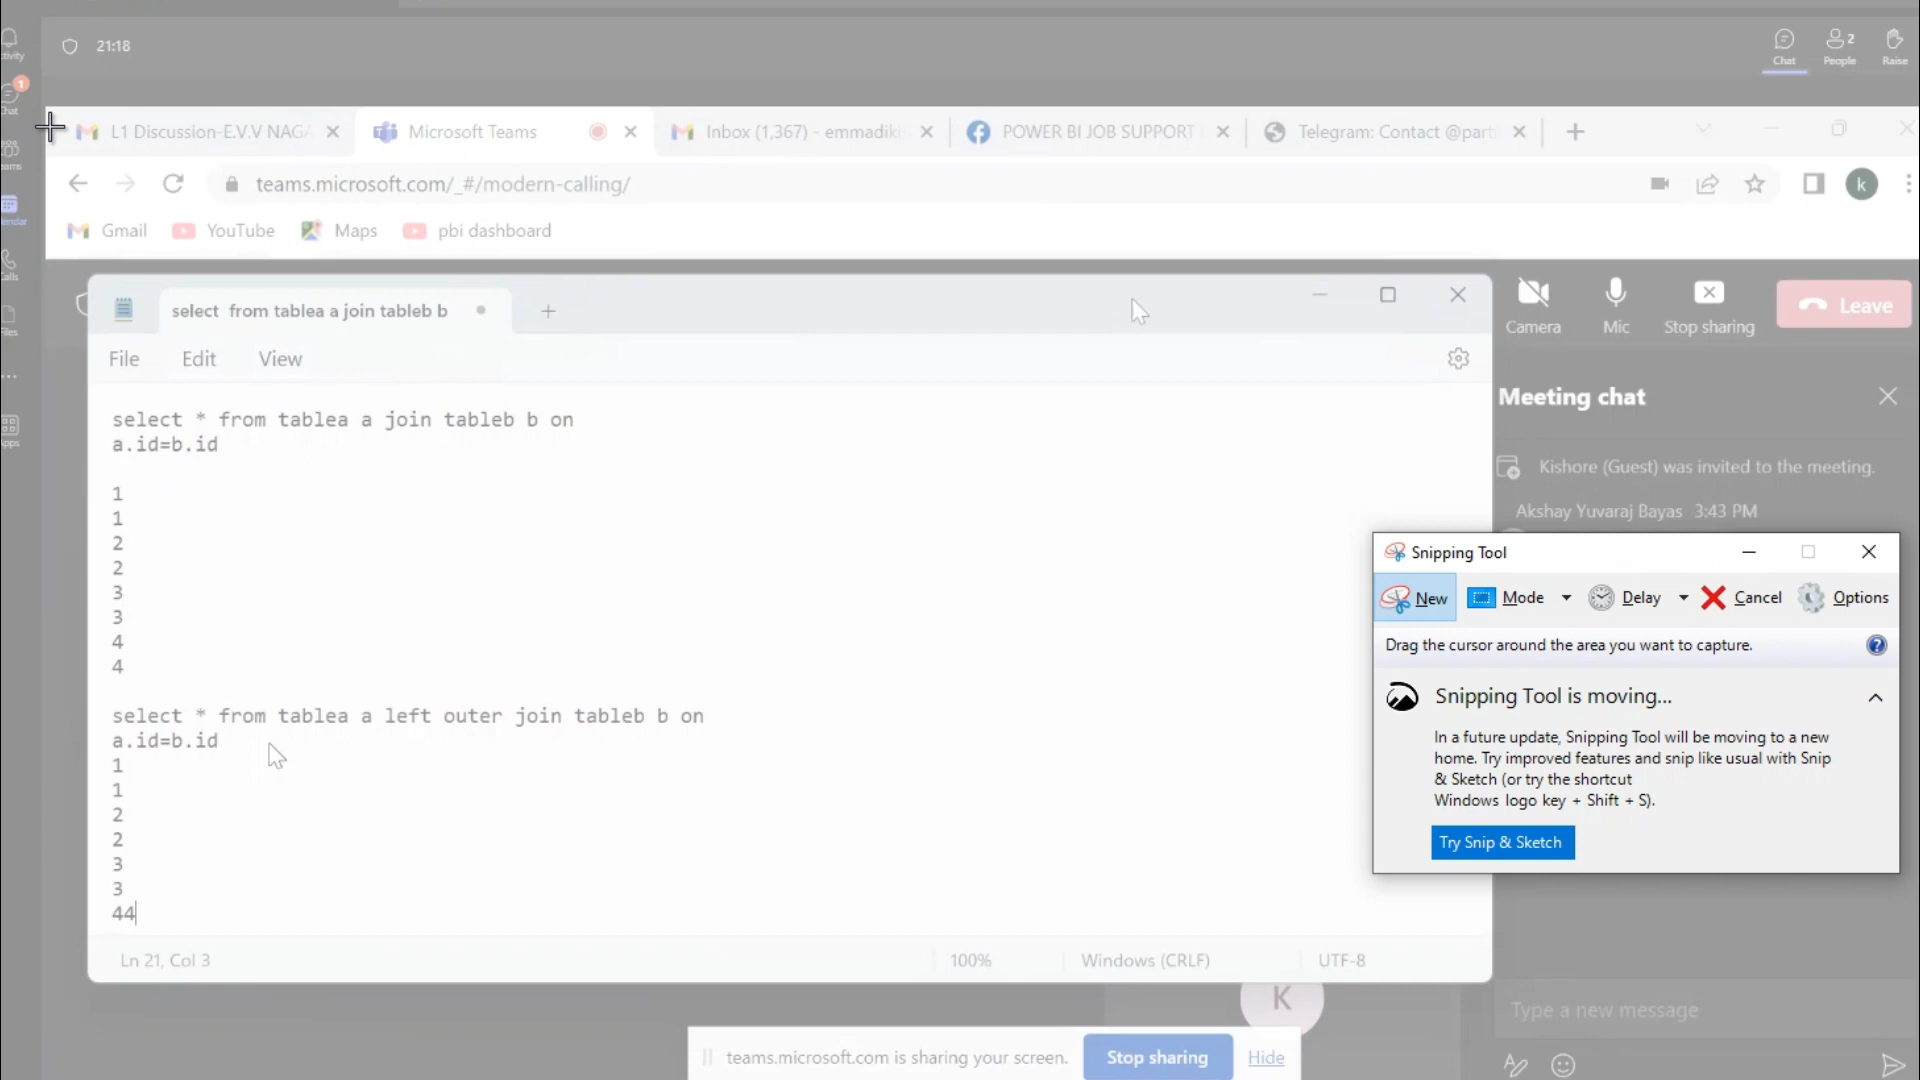 21:18
Chat
People 2
Raise
L1 Discussion-E.V.V NAGA
Microsoft Teams
Inbox (1,367) - emmadiki
POWER BI JOB SUPPORT
Telegram: Contact @parti
teams.microsoft.com/_#/modern-calling/
k
Gmail
YouTube
Maps
pbi dashboard
select from tablea a join tableb b
File Edit View
Camera
Mic
Stop sharing
Leave
Meeting chat
Kishore (Guest) was invited to the meeting.
Akshay Yuvaraj Bayas 3:43 PM
select * from tablea a join tableb b on
a.id=b.id
1
1
2
2
3
3
4
4
select * from tablea a left outer join tableb b on
a.id=b.id
1
1
2
2
3
3
44
Ln 21, Col 3
100%
Windows (CRLF)
UTF-8
Snipping Tool
New Mode Delay Cancel Options
Drag the cursor around the area you want to capture.
Snipping Tool is moving...
In a future update, Snipping Tool will be moving to a new
home. Try improved features and snip like usual with Snip
& Sketch (or try the shortcut
Windows logo key + Shift + S).
Try Snip & Sketch
K
Type a new message
teams.microsoft.com is sharing your screen.
Stop sharing
Hide